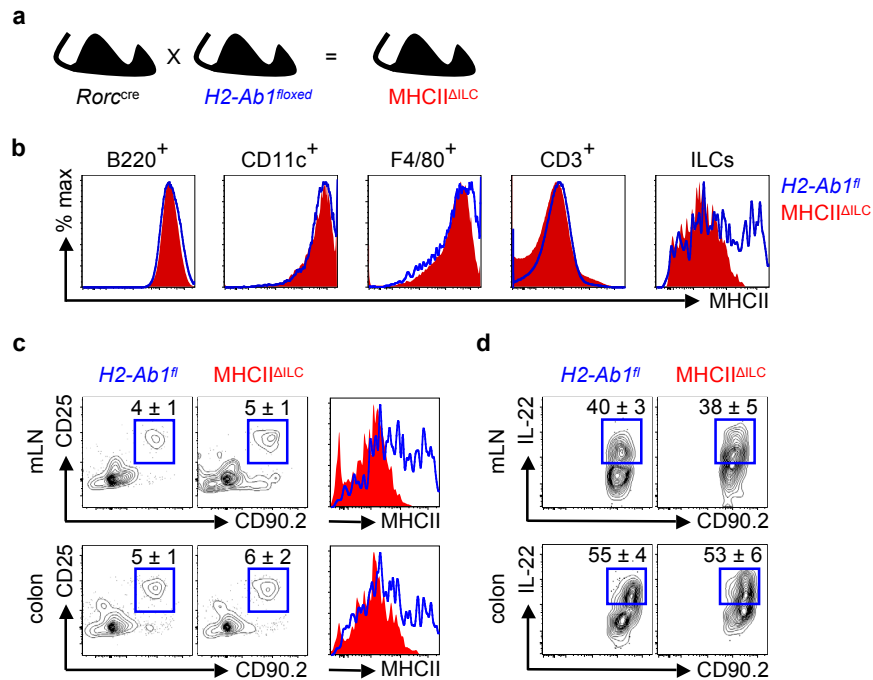 a
X =
Rorc^cre H2-Ab1^floxed MHCII^ΔILC
b
B220+ CD11c+ F4/80+ CD3+ ILCs
% max
H2-Ab1^fl
MHCII^ΔILC
MHCII
c
H2-Ab1^fl MHCII^ΔILC
mLN
CD25
4 ± 1 5 ± 1
CD90.2 MHCII
colon
CD25
5 ± 1 6 ± 2
CD90.2 MHCII
d
H2-Ab1^fl MHCII^ΔILC
mLN
IL-22
40 ± 3 38 ± 5
CD90.2
colon
IL-22
55 ± 4 53 ± 6
CD90.2